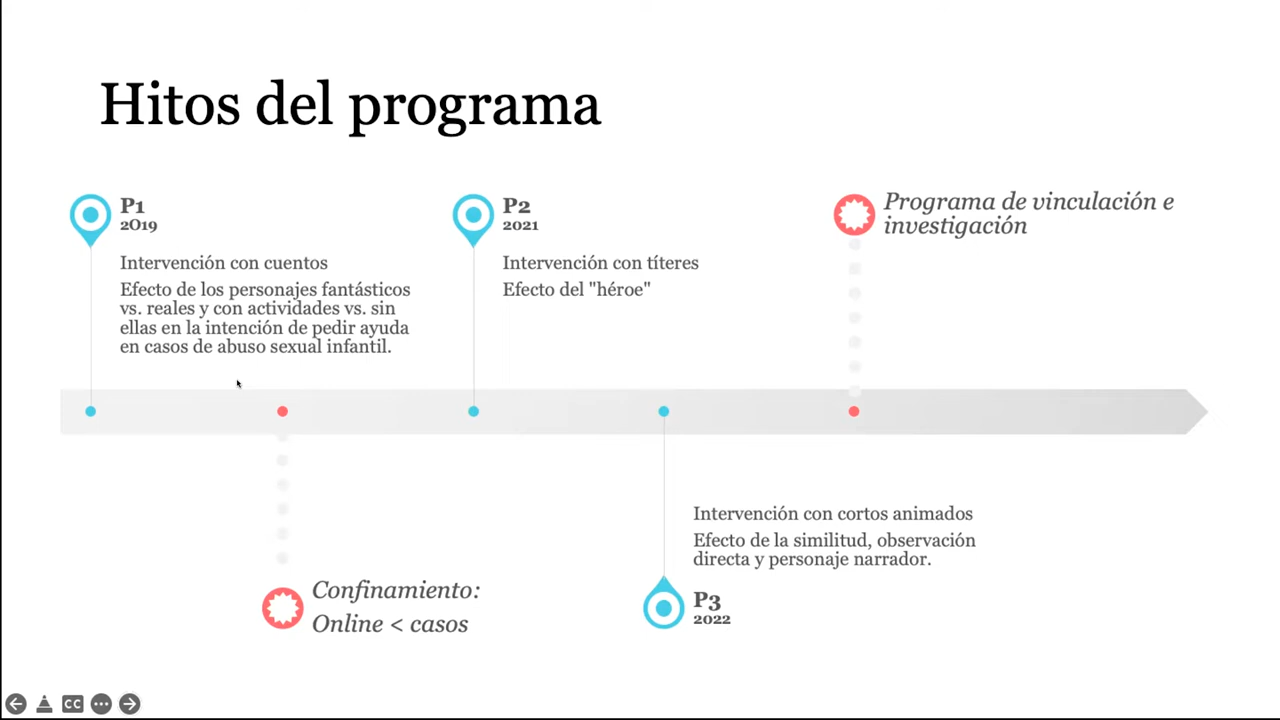 Hitos del programa
P1
2019
Intervención con cuentos
Efecto de los personajes fantásticos
vs. reales y con actividades vs. sin
ellas en la intención de pedir ayuda
en casos de abuso sexual infantil.
P2
2021
Intervención con títeres
Efecto del "héroe"
Programa de vinculación e
investigación
Confinamiento:
Online < casos
Intervención con cortos animados
Efecto de la similitud, observación
directa y personaje narrador.
P3
2022
CC